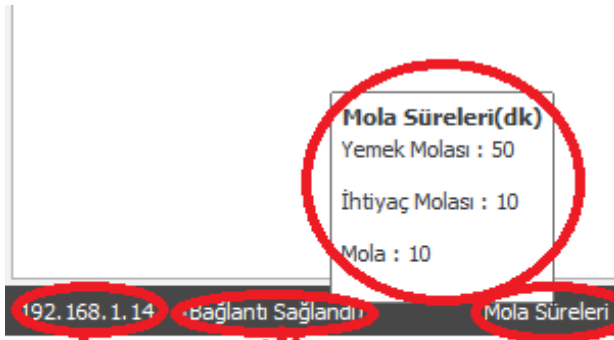 Mola Süreleri(dk)
Yemek Molası : 50
İhtiyaç Molası : 10
Mola : 10
192.168.1.14 Bağlantı Sağlandı Mola Süreleri